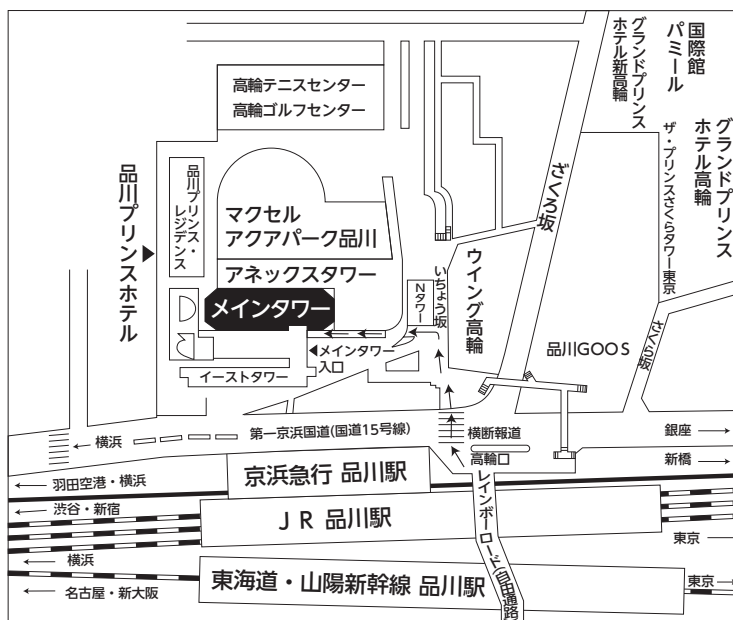 国際館
パミール
グランドプリンス
ホテル新高輪
グランドプリンス
ホテル高輪
ザ・プリンスさくらタワー東京
高輪テニスセンター
高輪ゴルフセンター
ざくろ坂
品川プリンス・
レジデンス
品川プリンスホテル
マクセル
アクアパーク品川
アネックスタワー
メインタワー
Nタワー
いちょう坂
ウイング高輪
さくら坂
品川GOOS
メインタワー
入口
イーストタワー
横浜
第一京浜国道(国道15号線)
横断報道
銀座
高輪口
新橋
羽田空港・横浜
京浜急行 品川駅
渋谷・新宿
JR 品川駅
レインボーロード(自由通路
東京
横浜
東海道・山陽新幹線 品川駅
東京
名古屋・新大阪